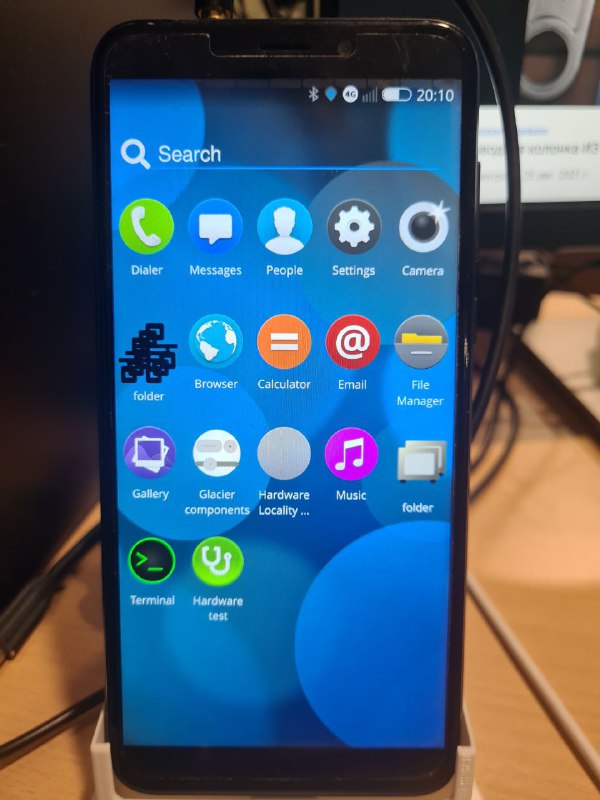 4G 20:10
Search
Dialer Messages People Settings Camera
folder Browser Calculator Email File
Manager
Gallery Glacier Hardware Music folder
components Locality ...
Terminal Hardware
test